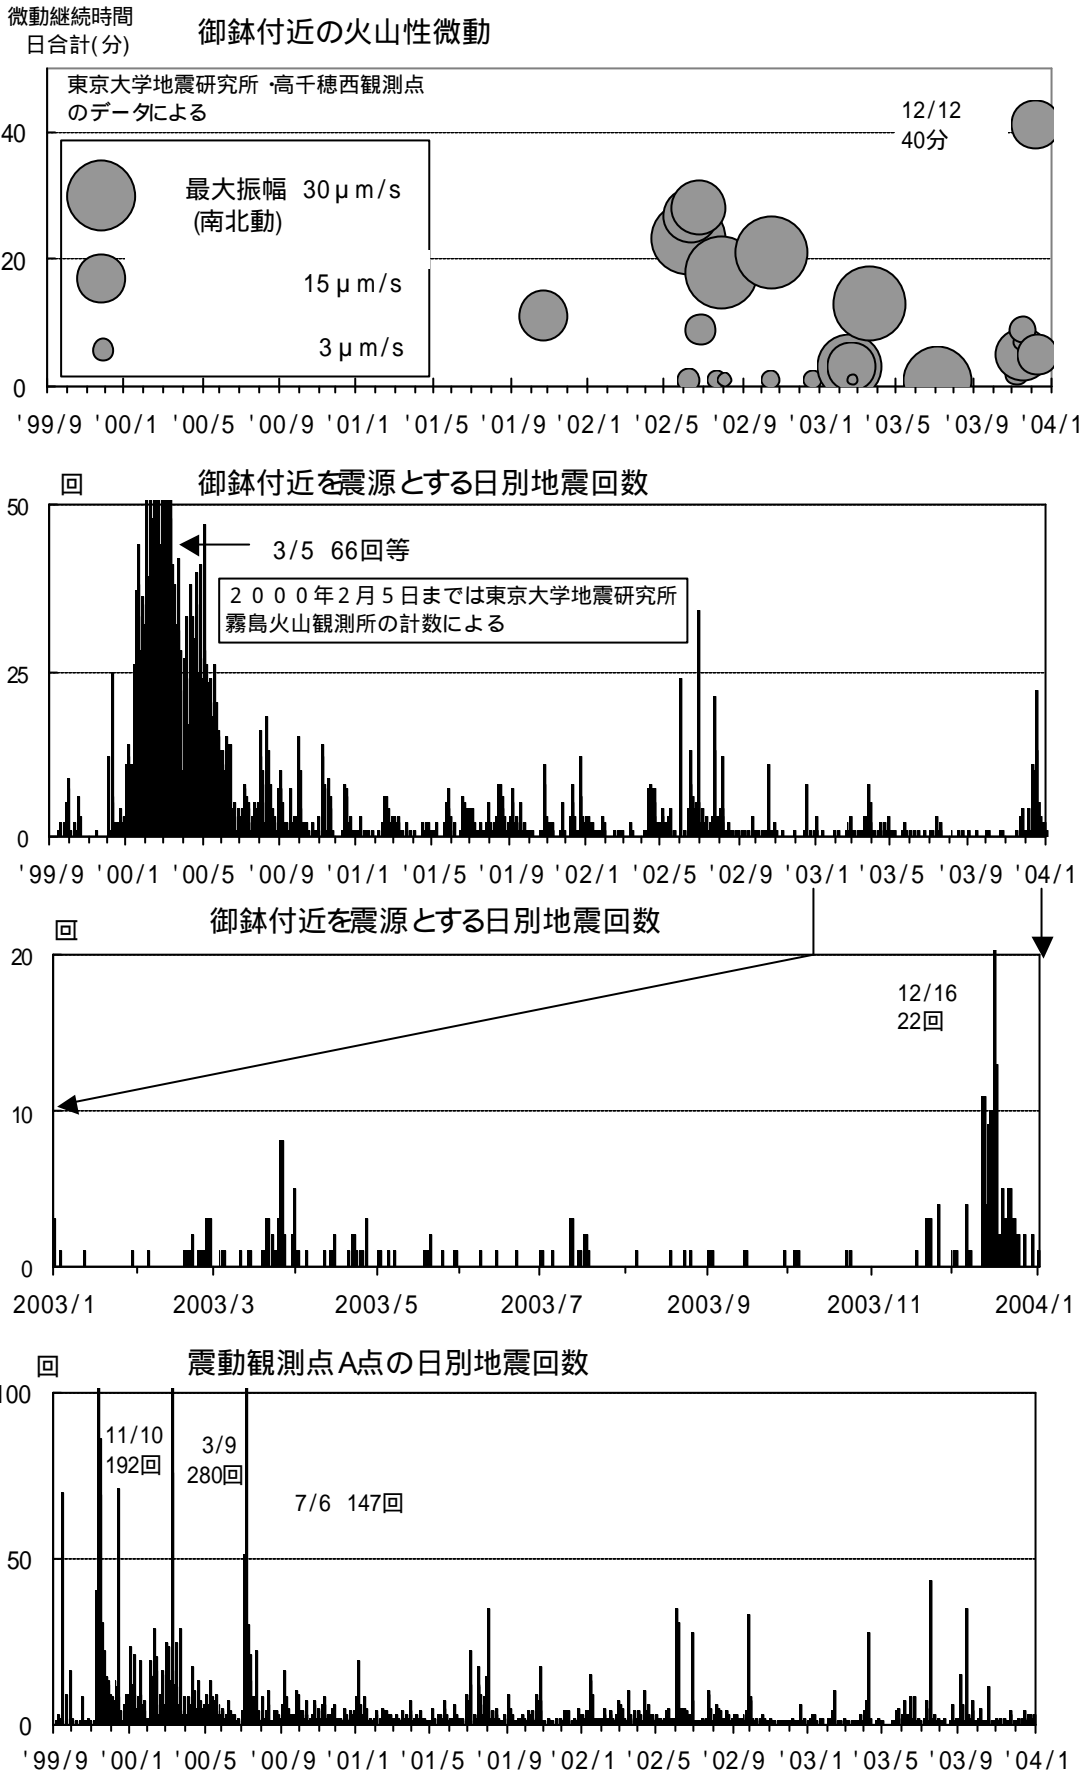 微動継続時間
日合計(分)
御鉢付近の火山性微動
東京大学地震研究所・高千穂西観測点
のデータによる
12/12
40分
最大振幅 30μm/s
(南北動)
15μm/s
3μm/s
40
20
0
'99/9 '00/1 '00/5 '00/9 '01/1 '01/5 '01/9 '02/1 '02/5 '02/9 '03/1 '03/5 '03/9 '04/1
回
御鉢付近を震源とする日別地震回数
50
3/5 66回等
2000年2月5日までは東京大学地震研究所
霧島火山観測所の計数による
25
0
'99/9 '00/1 '00/5 '00/9 '01/1 '01/5 '01/9 '02/1 '02/5 '02/9 '03/1 '03/5 '03/9 '04/1
回
御鉢付近を震源とする日別地震回数
20
12/16
22回
10
0
2003/1 2003/3 2003/5 2003/7 2003/9 2003/11 2004/1
回
震動観測点A点の日別地震回数
100
11/10
192回
3/9
280回
7/6 147回
50
0
'99/9 '00/1 '00/5 '00/9 '01/1 '01/5 '01/9 '02/1 '02/5 '02/9 '03/1 '03/5 '03/9 '04/1